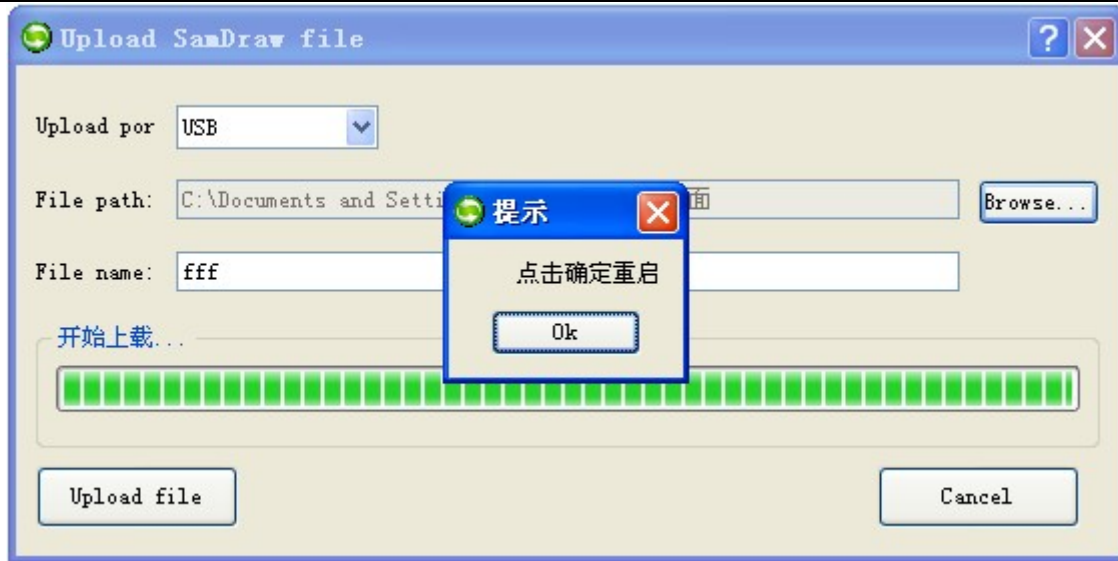 Upload SamDraw file
Upload por
USB
File path:
C:\Documents and Setti
面
Browse...
提示
点击确定重启
Ok
File name:
fff
开始上载...
Upload file
Cancel